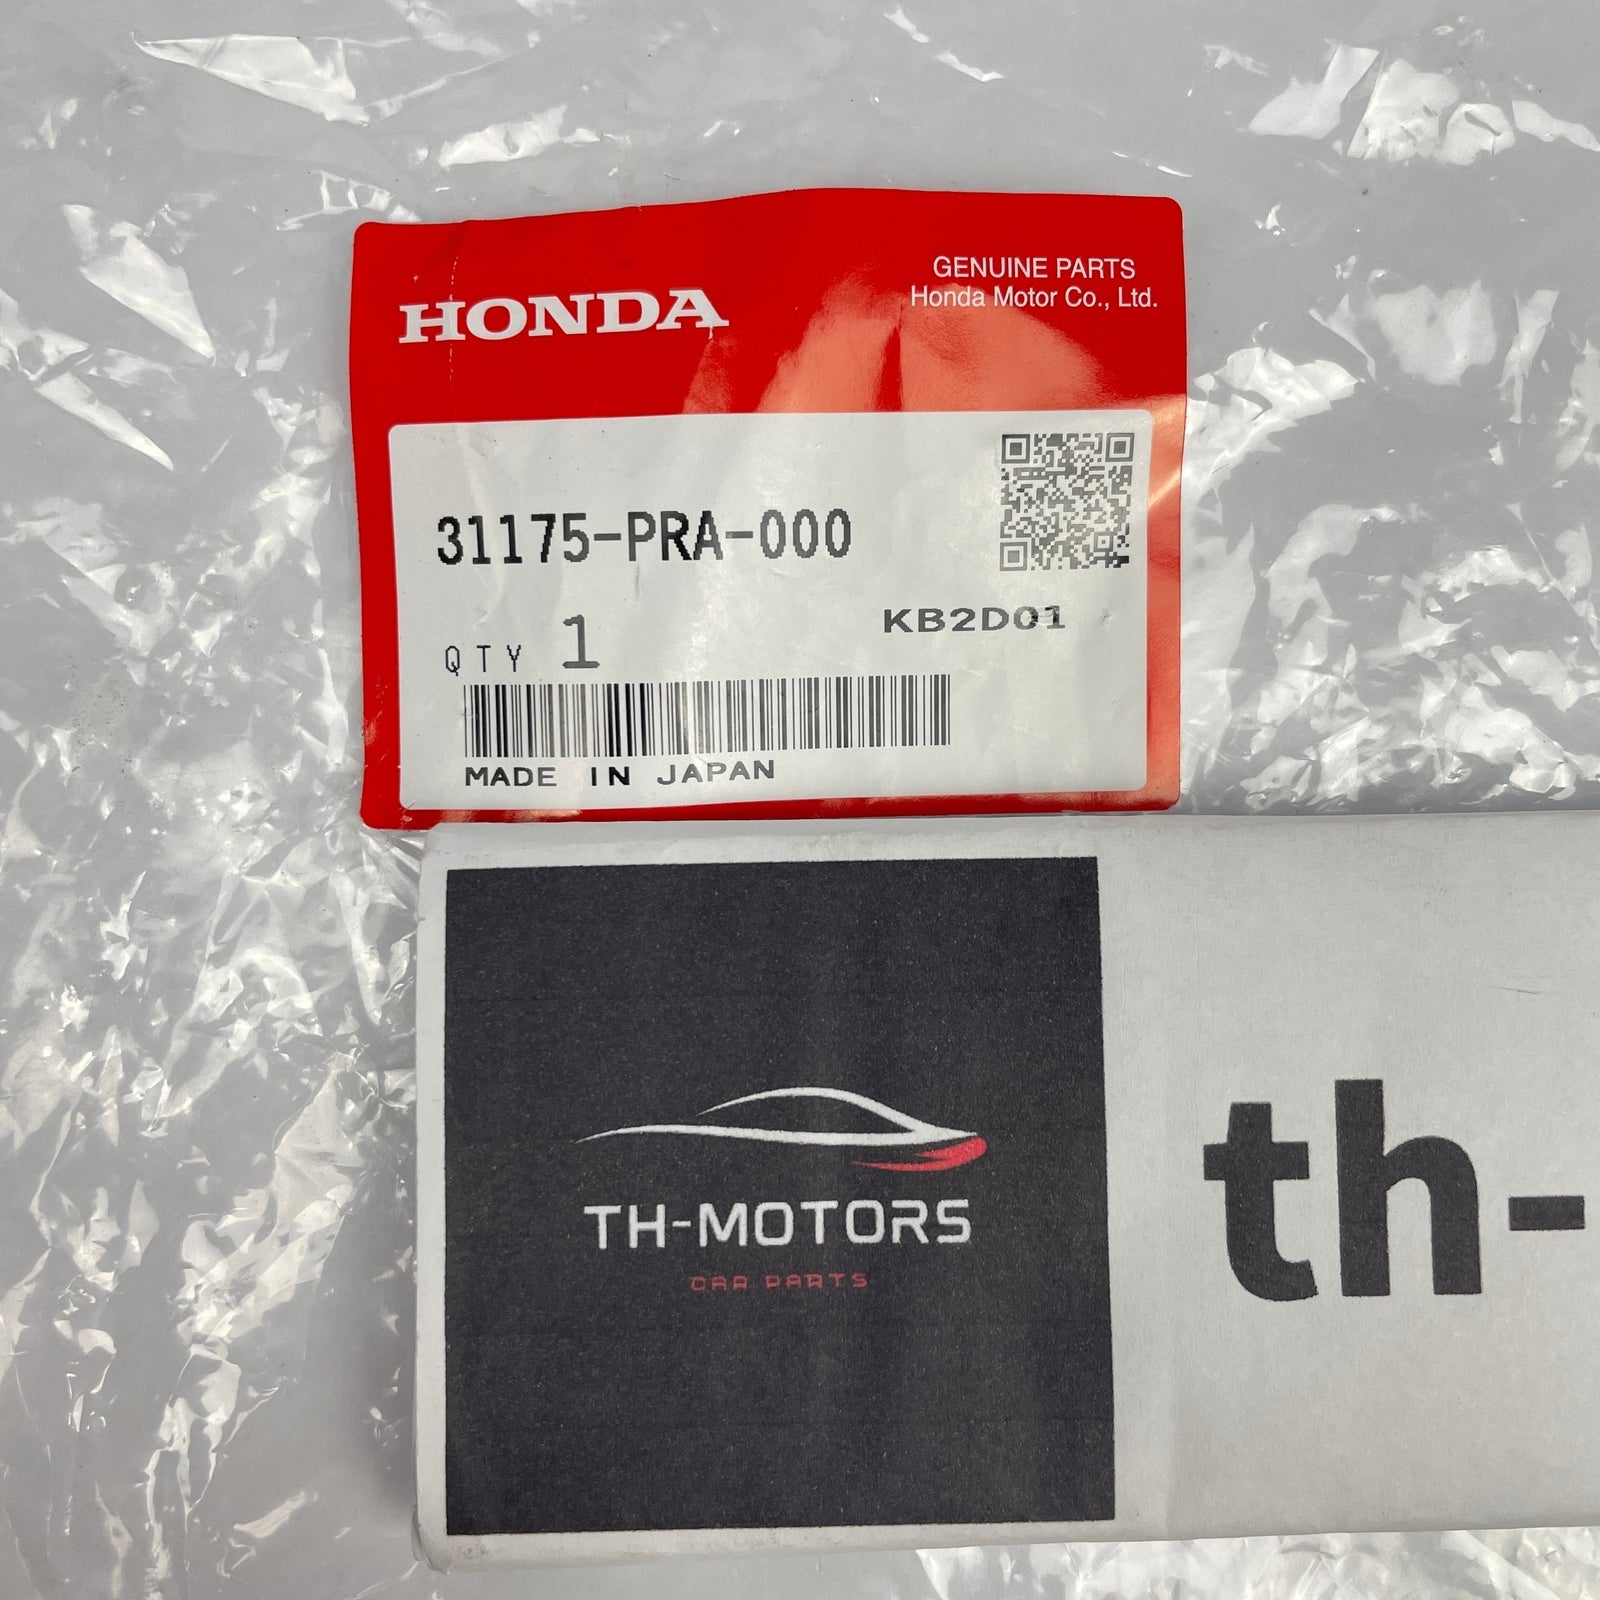 HONDA
GENUINE PARTS
Honda Motor Co., Ltd.
31175-PRA-000
KB2D01
QTY 1
MADE IN JAPAN
TH-MOTORS
CAR PARTS
th-